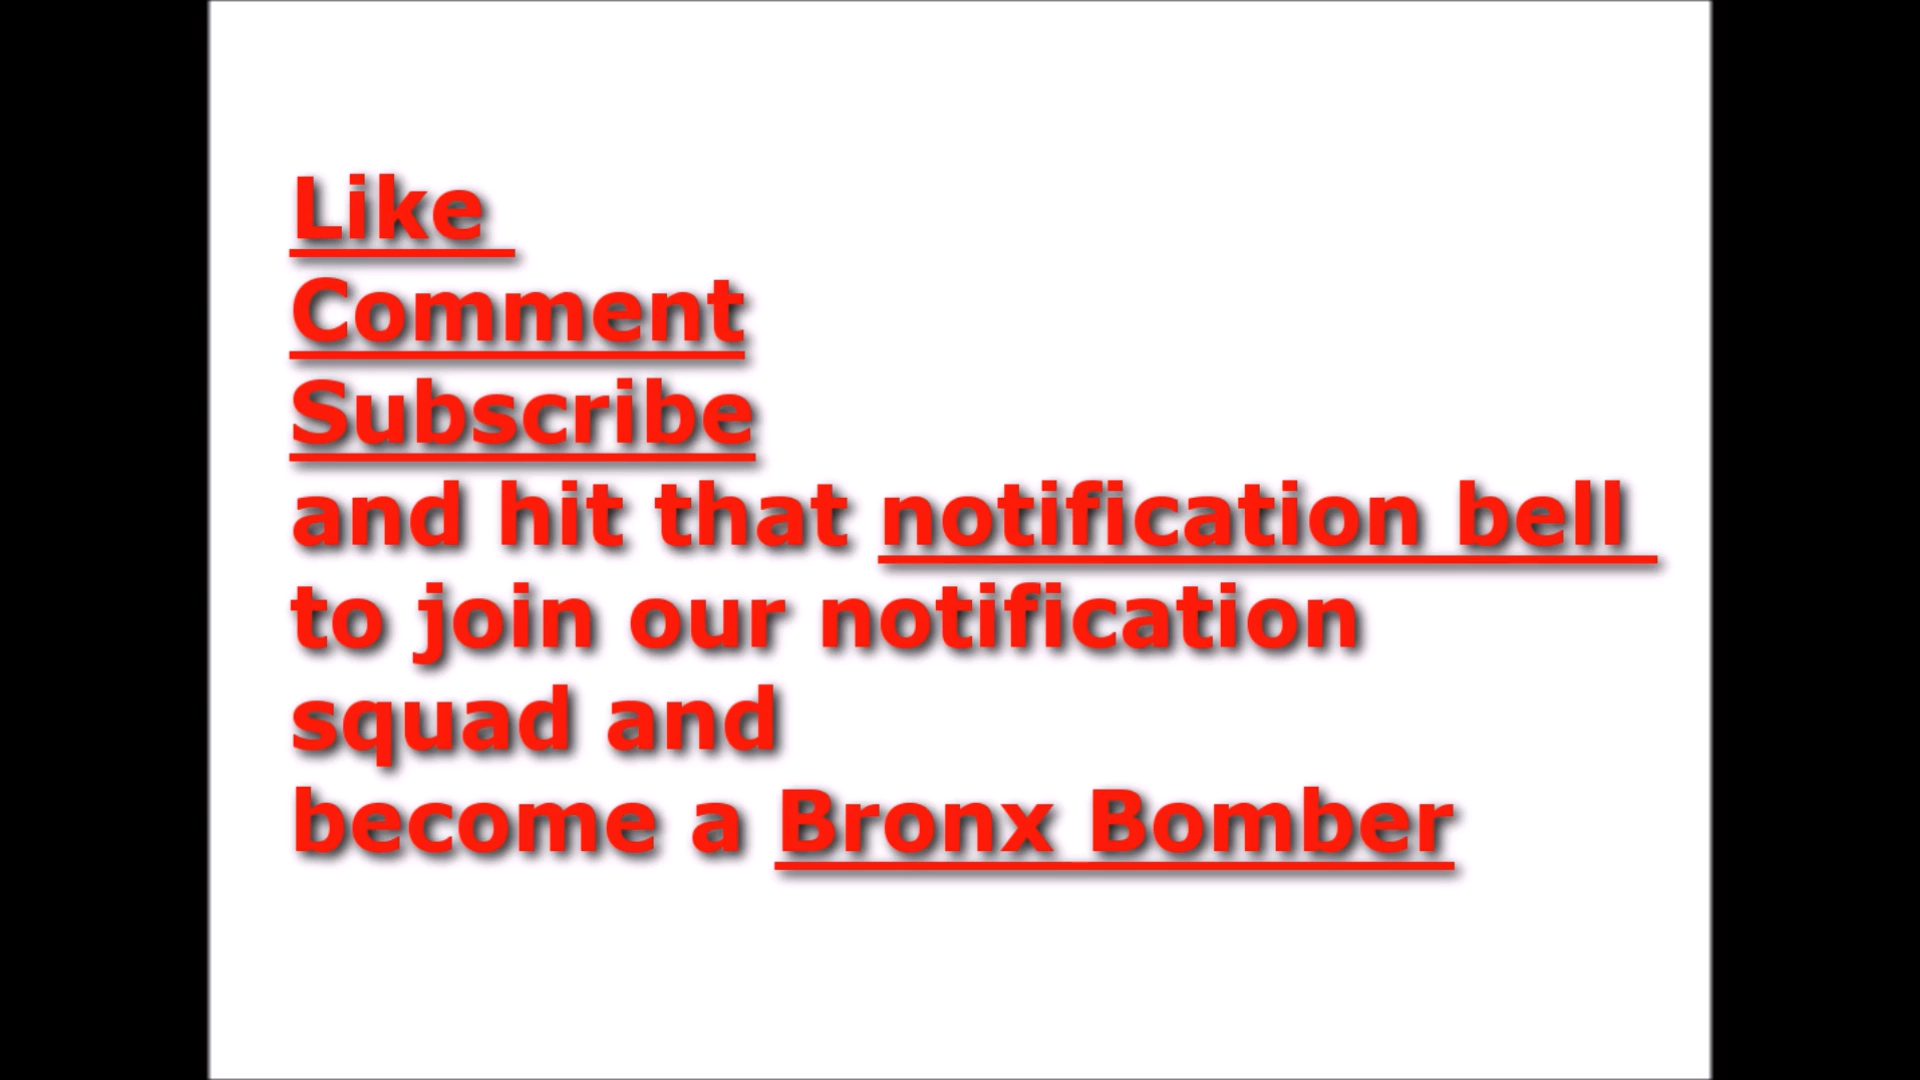 Like
Comment
Subscribe
and hit that notification bell
to join our notification
squad and
become a Bronx Bomber